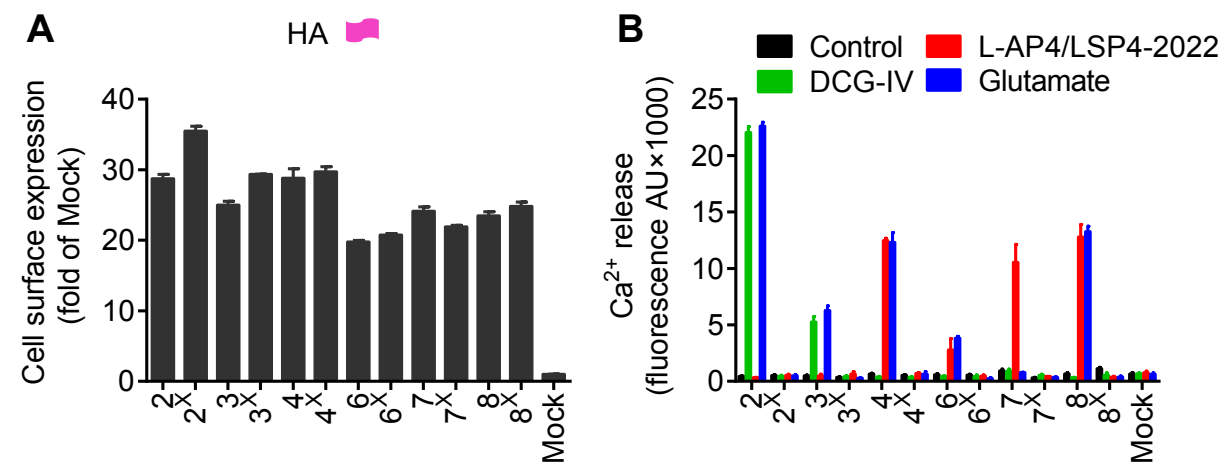 A
HA
Cell surface expression
(fold of Mock)
40
30
20
10
0
2
2X
3
3X
4
4X
6
6X
7
7X
8
8X
Mock
B
Control
L-AP4/LSP4-2022
DCG-IV
Glutamate
Ca2+ release
(fluorescence AU×1000)
25
20
15
10
5
0
2
2X
3
3X
4
4X
6
6X
7
7X
8
8X
Mock